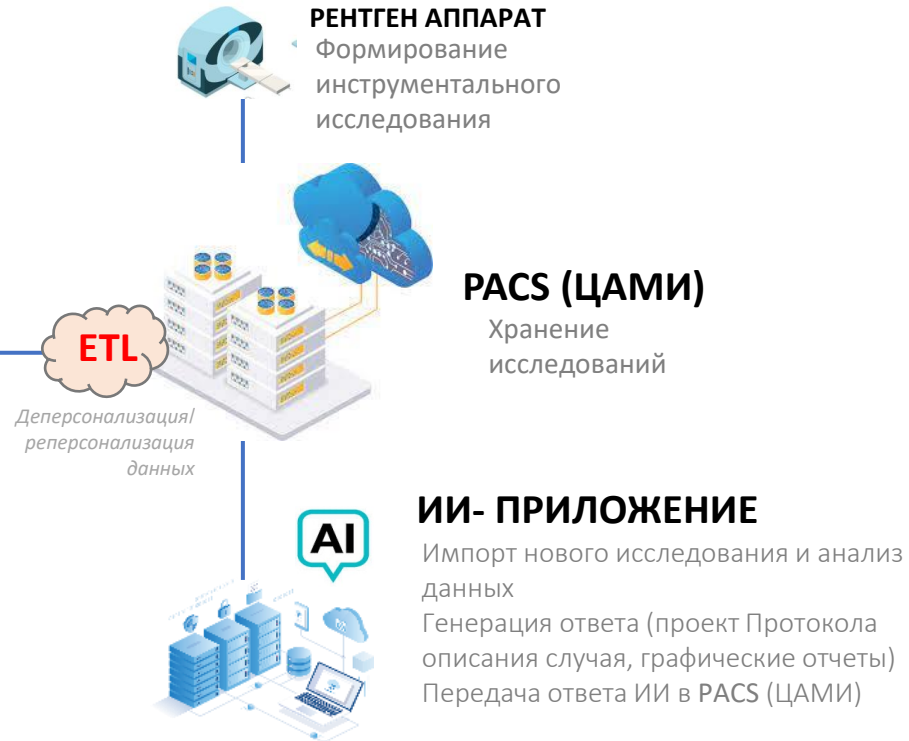 РЕНТГЕН АППАРАТ
Формирование
инструментального
исследования
PACS (ЦАМИ)
Хранение
исследований
ETL
Деперсонализация/
реперсонализация
данных
AI
ИИ- ПРИЛОЖЕНИЕ
Импорт нового исследования и анализ
данных
Генерация ответа (проект Протокола
описания случая, графические отчеты)
Передача ответа ИИ в PACS (ЦАМИ)